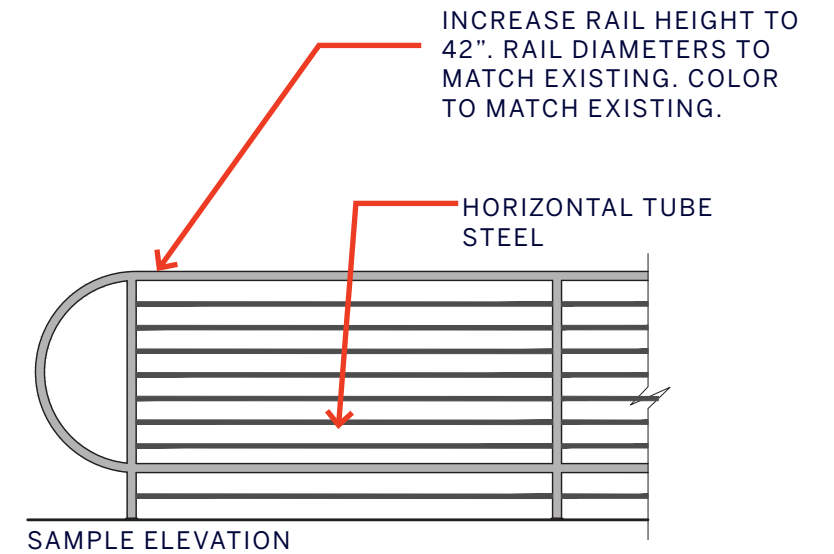 INCREASE RAIL HEIGHT TO
42”. RAIL DIAMETERS TO
MATCH EXISTING. COLOR
TO MATCH EXISTING.
HORIZONTAL TUBE
STEEL
SAMPLE ELEVATION